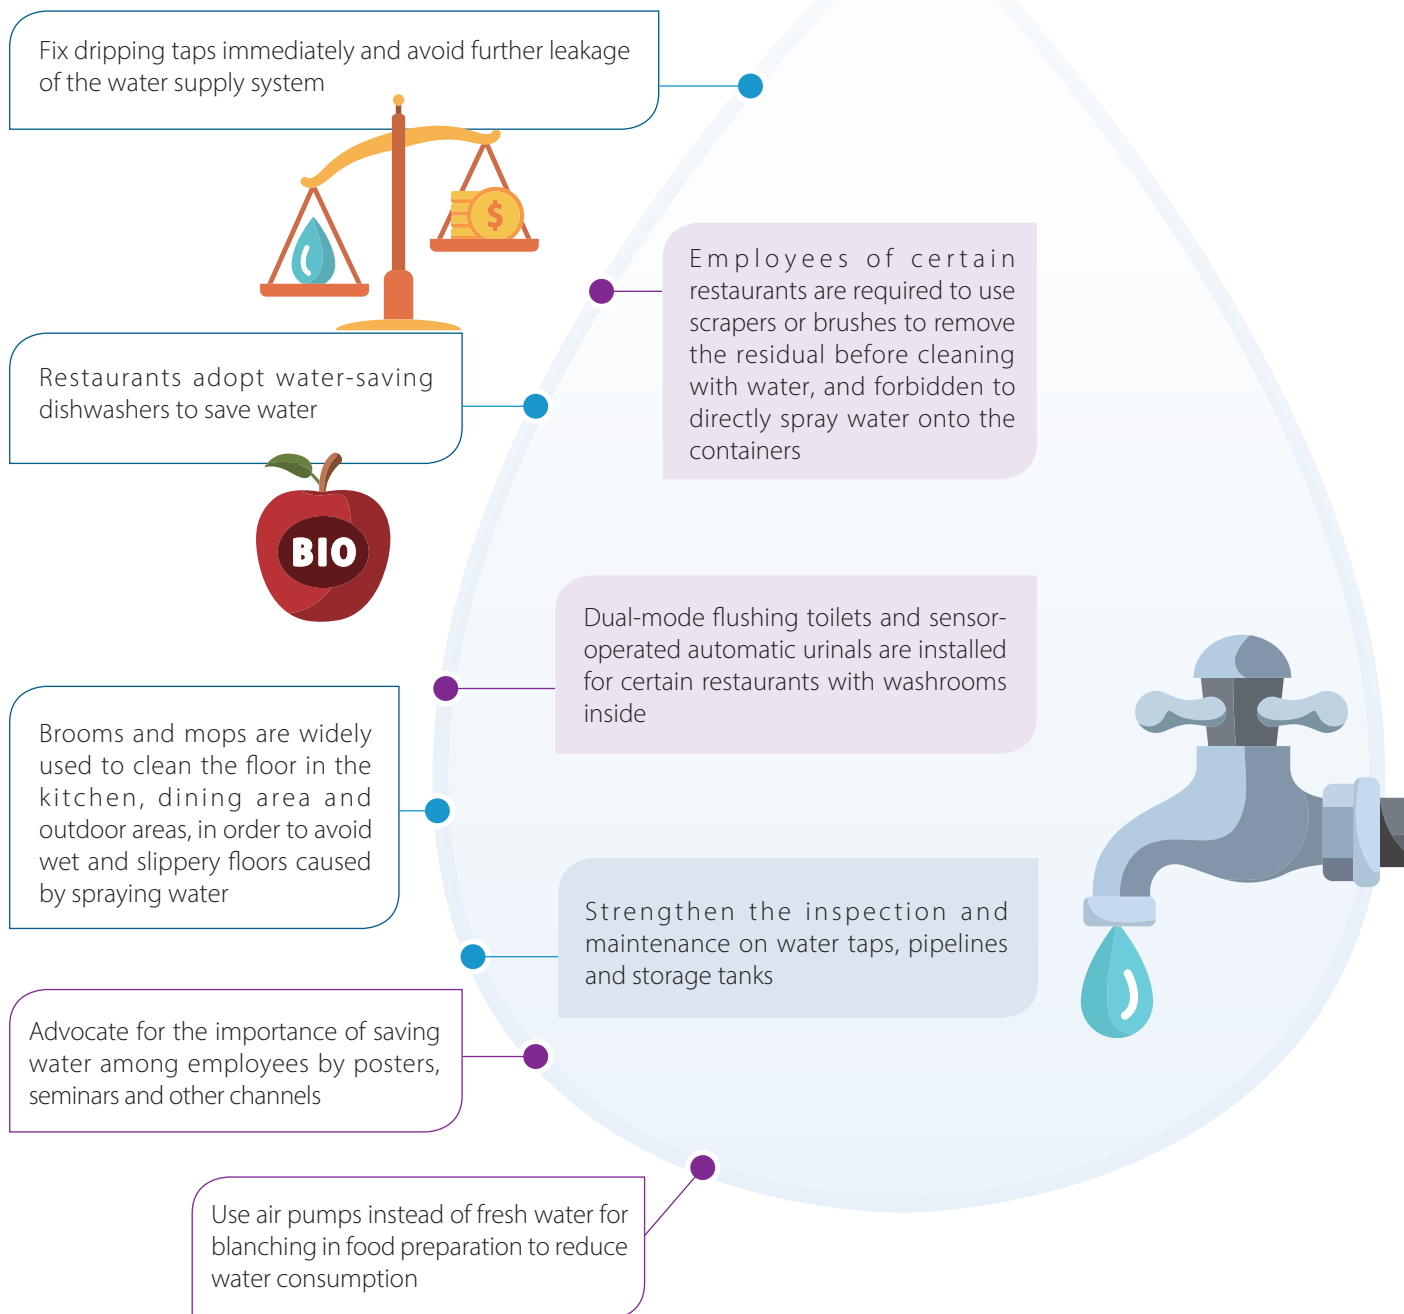 Fix dripping taps immediately and avoid further leakage
of the water supply system
$
Employees of certain
restaurants are required to use
scrapers or brushes to remove
the residual before cleaning
with water, and forbidden to
directly spray water onto the
containers
Restaurants adopt water-saving
dishwashers to save water
BIO
Dual-mode flushing toilets and sensor-
operated automatic urinals are installed
for certain restaurants with washrooms
inside
Brooms and mops are widely
used to clean the floor in the
kitchen, dining area and
outdoor areas, in order to avoid
wet and slippery floors caused
by spraying water
Strengthen the inspection and
maintenance on water taps, pipelines
and storage tanks
Advocate for the importance of saving
water among employees by posters,
seminars and other channels
Use air pumps instead of fresh water for
blanching in food preparation to reduce
water consumption